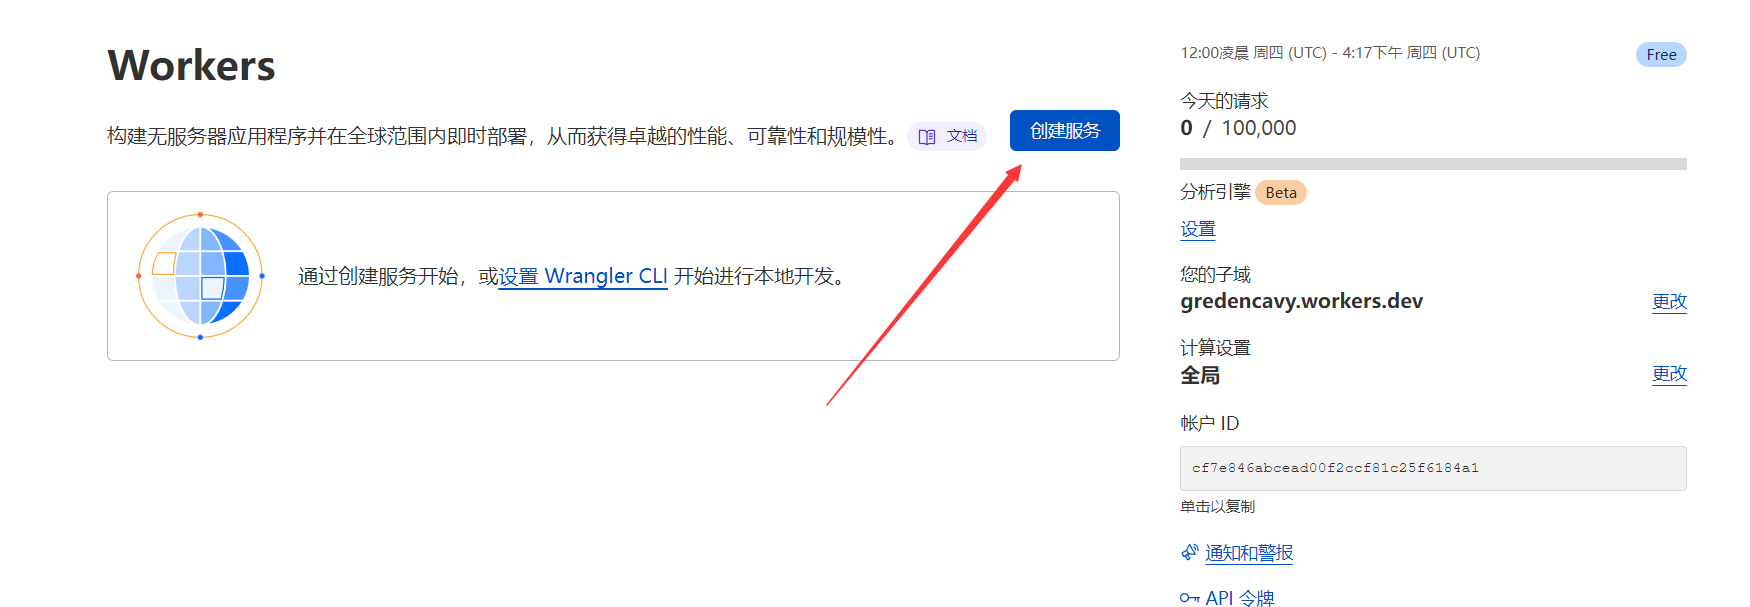 Workers
构建无服务器应用程序并在全球范围内即时部署，从而获得卓越的性能、可靠性和规模性。 文档 创建服务
通过创建服务开始，或设置 Wrangler CLI 开始进行本地开发。
12:00凌晨 周四 (UTC) - 4:17下午 周四 (UTC) Free
今天的请求
0 / 100,000
分析引擎 Beta
设置
您的子域
gredencavy.workers.dev 更改
计算设置
全局 更改
帐户 ID
cf7e846abcead00f2ccf81c25f6184a1
单击以复制
通知和警报
API 令牌